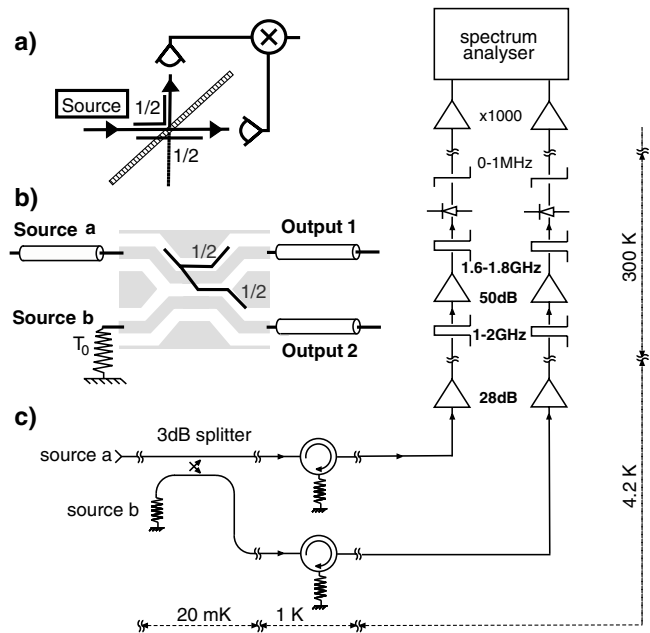 a)
Source
1/2
1/2
b)
Source a
Output 1
1/2
1/2
Source b
T0
Output 2
c)
3dB splitter
source a
source b
20 mK
1 K
spectrum
analyser
x1000
0-1MHz
1.6-1.8GHz
50dB
1-2GHz
28dB
300 K
4.2 K